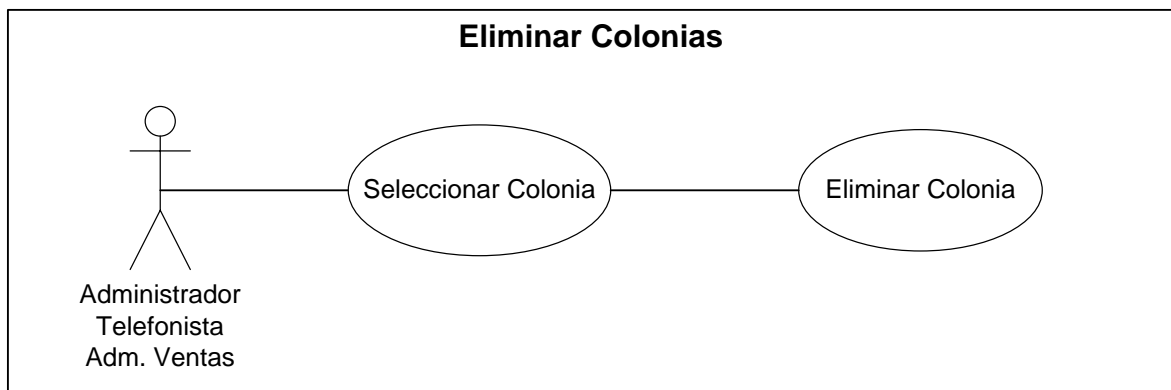 Eliminar Colonias
Seleccionar Colonia
Eliminar Colonia
Administrador
Telefonista
Adm. Ventas